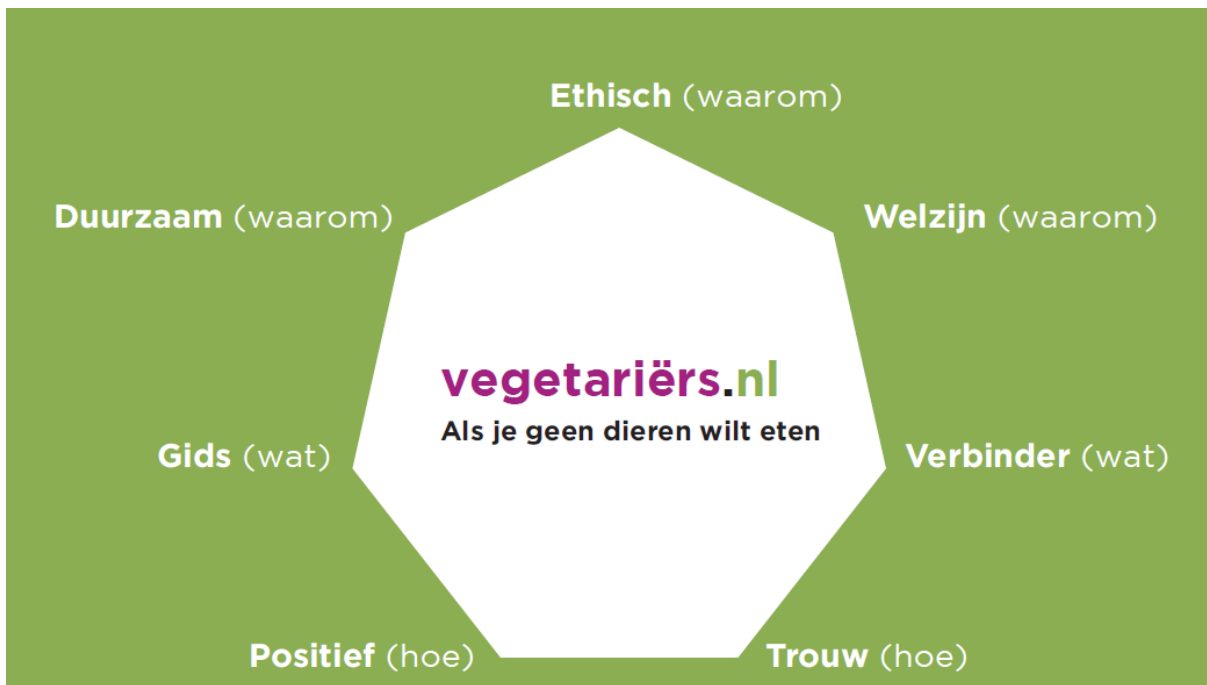 Ethisch (waarom)
Duurzaam (waarom)
Welzijn (waarom)
vegetariërs.nl
Als je geen dieren wilt eten
Gids (wat)
Verbinder (wat)
Positief (hoe)
Trouw (hoe)